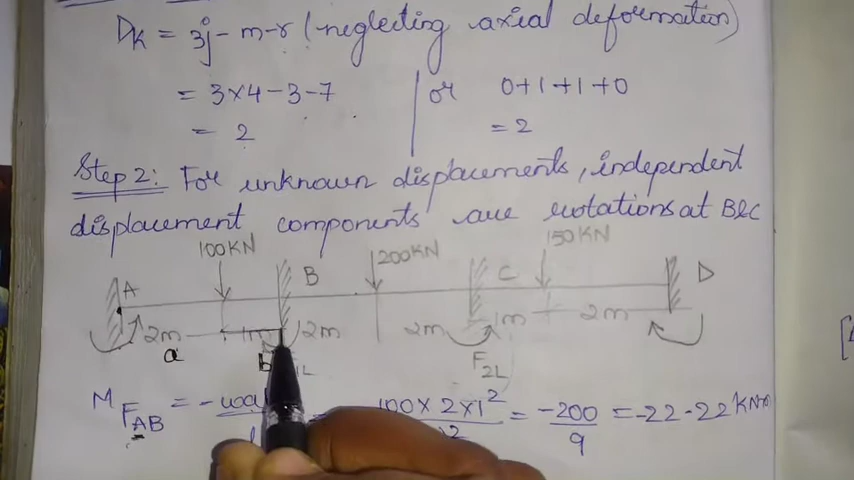 Dk = 3j - m - r (neglecting axial deformation)
= 3×4 - 3 - 7 | or 0+1+1+0
= 2 | = 2
Step 2: For unknown displacements, independent
displacement components are rotations at B&C
100KN 200KN 150KN
A B C D
2m 1m 2m 2m 1m 2m
a b 1L F2L
MFAB = - = 100×2×1² = -200 = -22.22 KNm
9